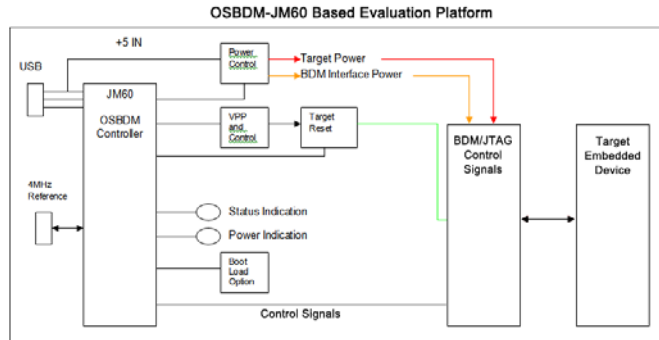 OSBDM-JM60 Based Evaluation Platform
+5 IN
USB
Power
Control
Target Power
BDM Interface Power
JM60
OSBDM
Controller
VPP
and
Control
Target
Reset
BDM/JTAG
Control
Signals
Target
Embedded
Device
4MHz
Reference
Status Indication
Power Indication
Boot
Load
Option
Control Signals